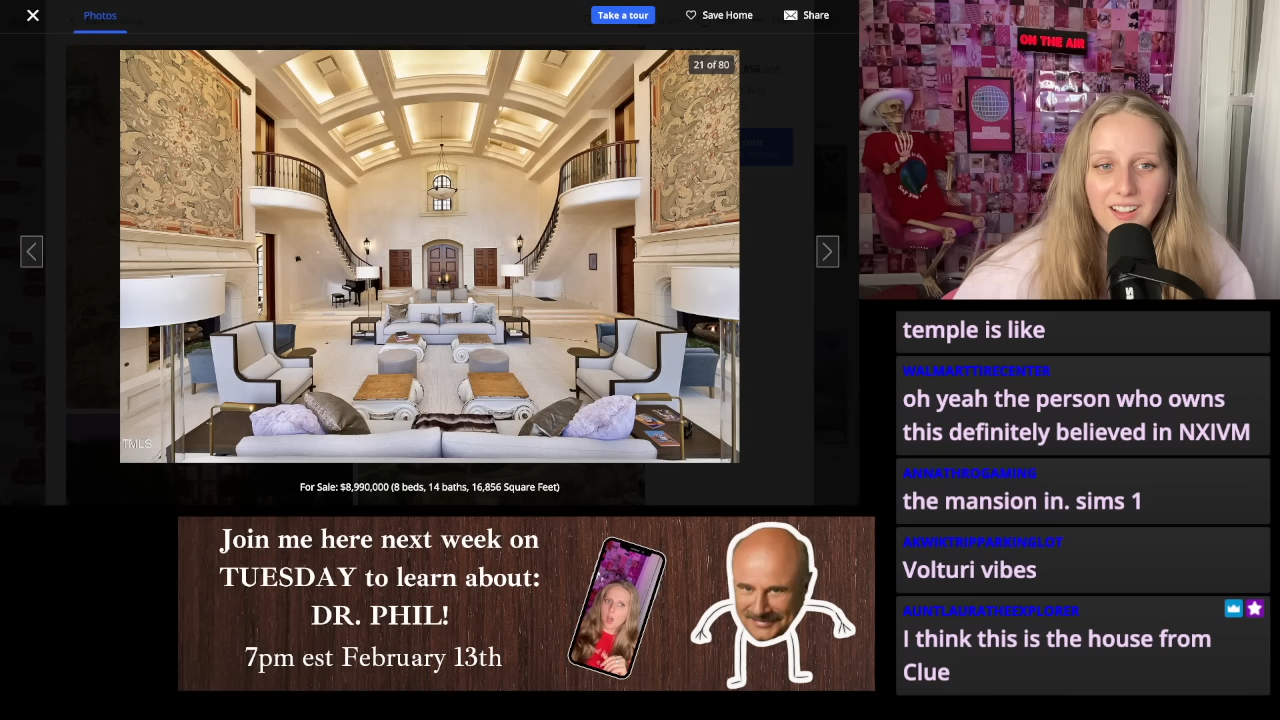 Photos
Take a tour
Save Home
Share
21 of 80
TMLS
For Sale: $8,990,000 (8 beds, 14 baths, 16,856 Square Feet)
ON THE AIR
temple is like
WALMARTTIRECENTER
oh yeah the person who owns
this definitely believed in NXIVM
ANNATHROGAMING
the mansion in. sims 1
AKWIKTRIPPARKINGLOT
Volturi vibes
AUNTLAURATHEEXPLORER
I think this is the house from
Clue
Join me here next week on
TUESDAY to learn about:
DR. PHIL!
7pm est February 13th